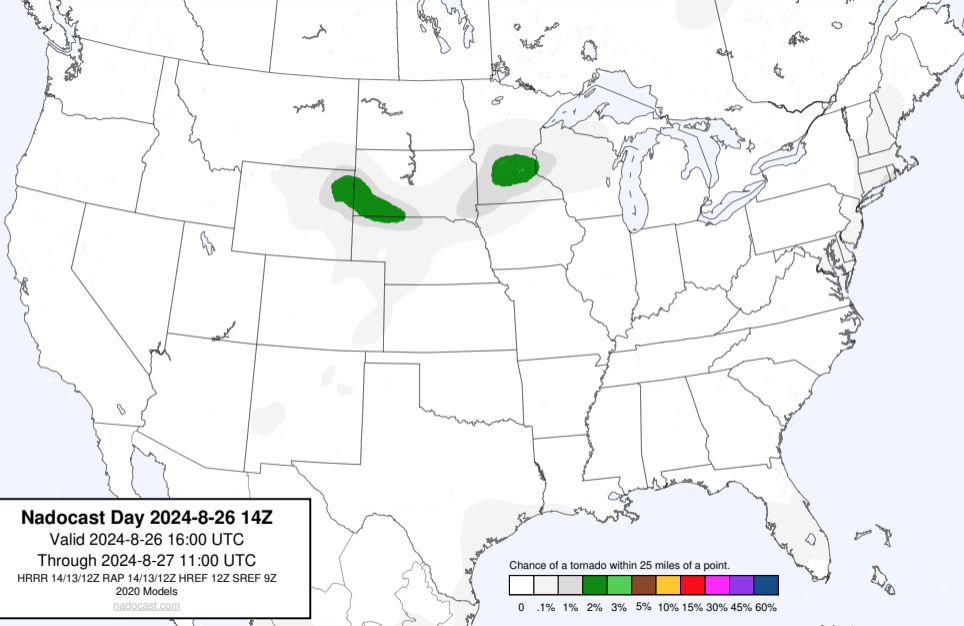 Nadocast Day 2024-8-26 14Z
Valid 2024-8-26 16:00 UTC
Through 2024-8-27 11:00 UTC
HRRR 14/13/12Z RAP 14/13/12Z HREF 12Z SREF 9Z
2020 Models
nadocast.com
Chance of a tornado within 25 miles of a point.
0 .1% 1% 2% 3% 5% 10% 15% 30% 45% 60%